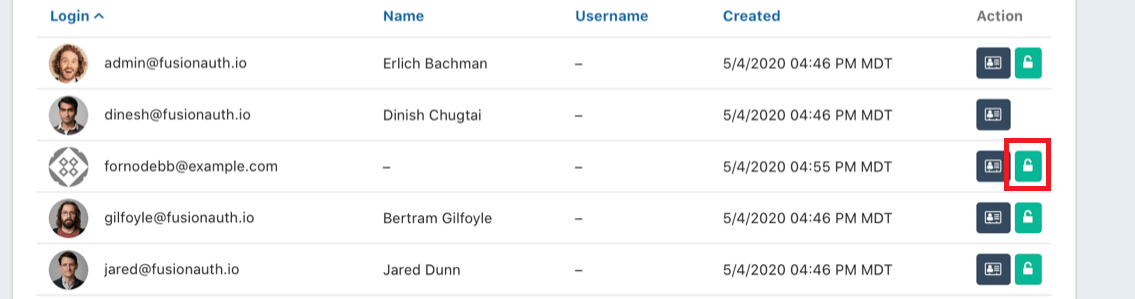 Login Name Username Created Action
admin@fusionauth.io Erlich Bachman – 5/4/2020 04:46 PM MDT
dinesh@fusionauth.io Dinish Chugtai – 5/4/2020 04:46 PM MDT
fornodebb@example.com – – 5/4/2020 04:55 PM MDT
gilfoyle@fusionauth.io Bertram Gilfoyle – 5/4/2020 04:46 PM MDT
jared@fusionauth.io Jared Dunn – 5/4/2020 04:46 PM MDT